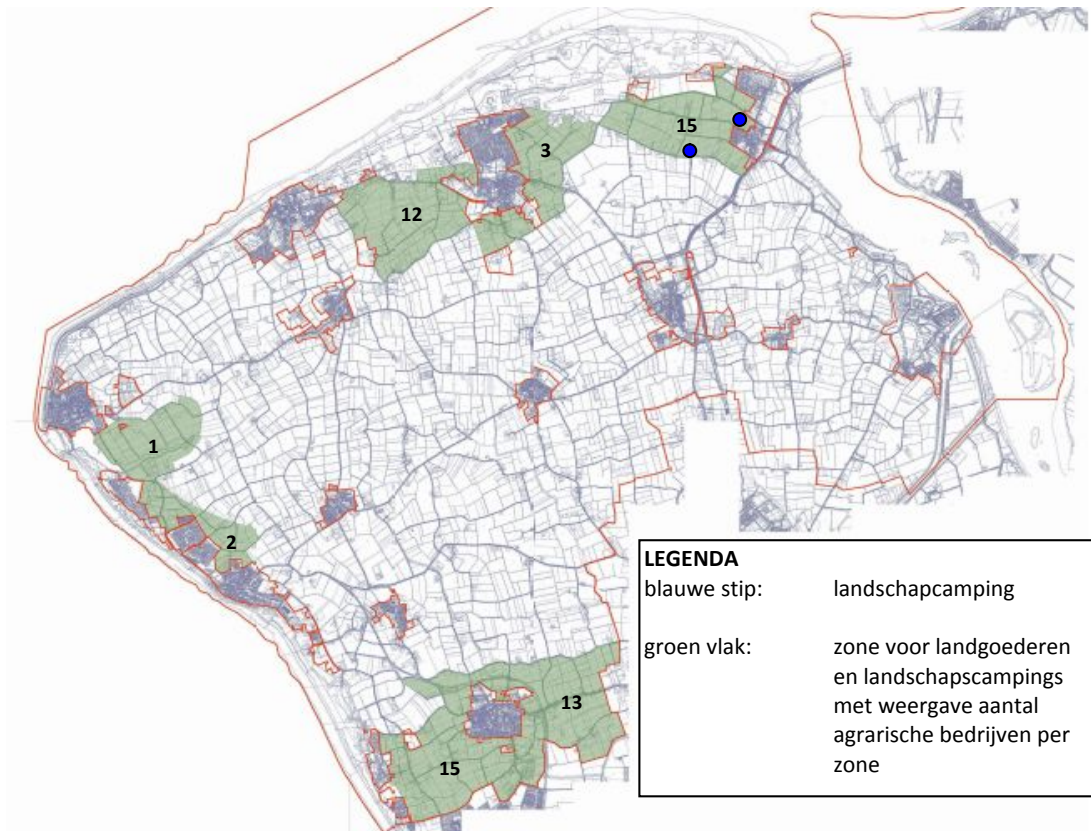 15
3
12
1
2
13
15
LEGENDA
blauwe stip: landschapcamping
groen vlak: zone voor landgoederen
en landschapscampings
met weergave aantal
agrarische bedrijven per
zone